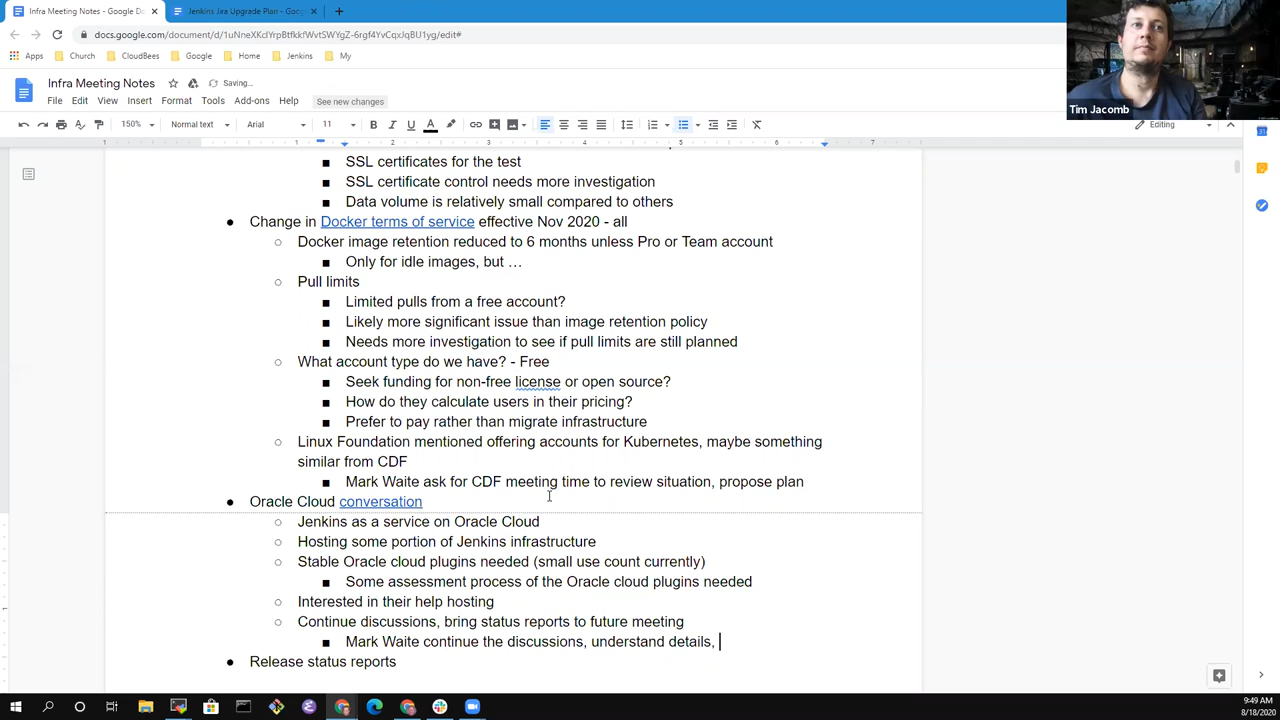 Infra Meeting Notes - Google Do
Jenkins Jira Upgrade Plan - Goog
docs.google.com/document/d/1uNneXKclYrpBtfkkfWvtSWYgZ-6rgf4YvCqxJqBU1yg/edit#
Apps Church CloudBees Google Home Jenkins My
Infra Meeting Notes Saving...
File Edit View Insert Format Tools Add-ons Help See new changes
150% Normal text Arial 11 Editing
Tim Jacomb
1 1 2 3 4 5 6 7
SSL certificates for the test
SSL certificate control needs more investigation
Data volume is relatively small compared to others
Change in Docker terms of service effective Nov 2020 - all
Docker image retention reduced to 6 months unless Pro or Team account
Only for idle images, but …
Pull limits
Limited pulls from a free account?
Likely more significant issue than image retention policy
Needs more investigation to see if pull limits are still planned
What account type do we have? - Free
Seek funding for non-free license or open source?
How do they calculate users in their pricing?
Prefer to pay rather than migrate infrastructure
Linux Foundation mentioned offering accounts for Kubernetes, maybe something
similar from CDF
Mark Waite ask for CDF meeting time to review situation, propose plan
Oracle Cloud conversation
Jenkins as a service on Oracle Cloud
Hosting some portion of Jenkins infrastructure
Stable Oracle cloud plugins needed (small use count currently)
Some assessment process of the Oracle cloud plugins needed
Interested in their help hosting
Continue discussions, bring status reports to future meeting
Mark Waite continue the discussions, understand details,
Release status reports
9:49 AM
8/18/2020